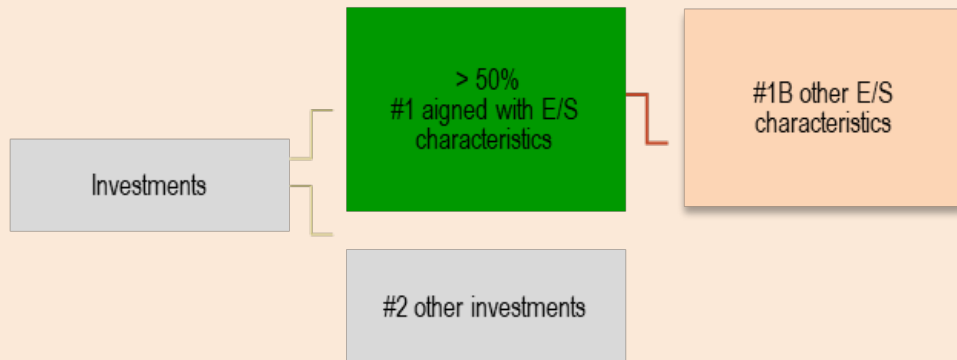 Investments
> 50%
#1 aigned with E/S
characteristics
#1B other E/S
characteristics
#2 other investments